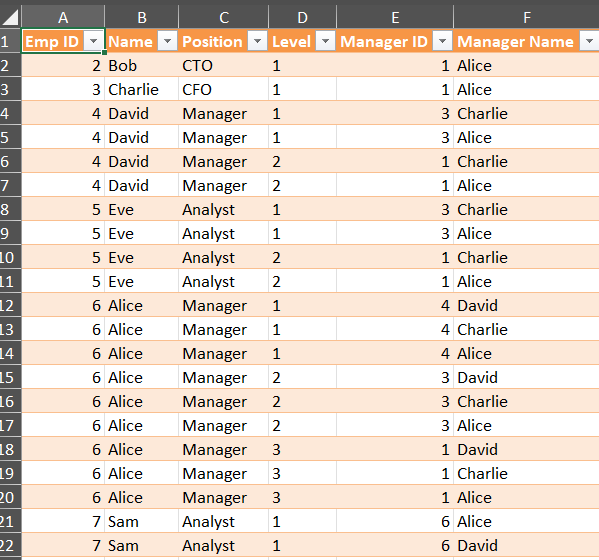 A B C D E F
1 Emp ID Name Position Level Manager ID Manager Name
2 2 Bob CTO 1 1 Alice
3 3 Charlie CFO 1 1 Alice
4 4 David Manager 1 3 Charlie
5 4 David Manager 1 3 Alice
6 4 David Manager 2 1 Charlie
7 4 David Manager 2 1 Alice
8 5 Eve Analyst 1 3 Charlie
9 5 Eve Analyst 1 3 Alice
10 5 Eve Analyst 2 1 Charlie
11 5 Eve Analyst 2 1 Alice
12 6 Alice Manager 1 4 David
13 6 Alice Manager 1 4 Charlie
14 6 Alice Manager 1 4 Alice
15 6 Alice Manager 2 3 David
16 6 Alice Manager 2 3 Charlie
17 6 Alice Manager 2 3 Alice
18 6 Alice Manager 3 1 David
19 6 Alice Manager 3 1 Charlie
20 6 Alice Manager 3 1 Alice
21 7 Sam Analyst 1 6 Alice
22 7 Sam Analyst 1 6 David